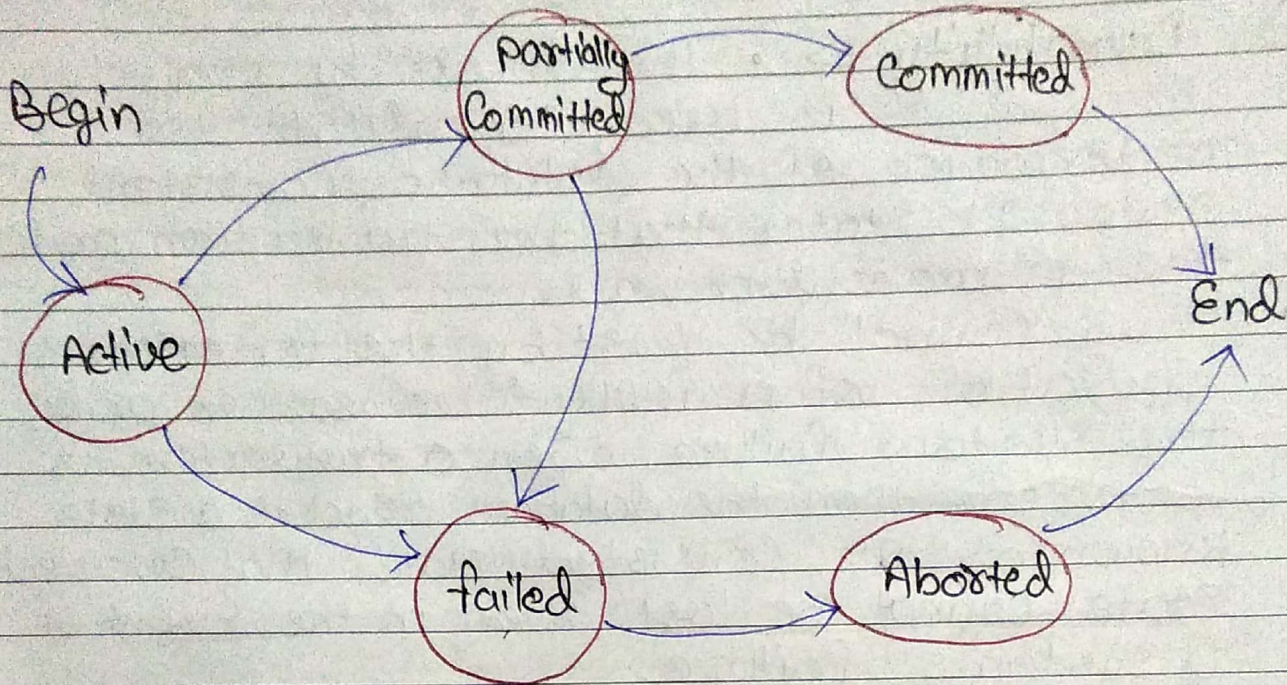 Partially
Committed
Committed
Begin
Active
End
failed
Aborted